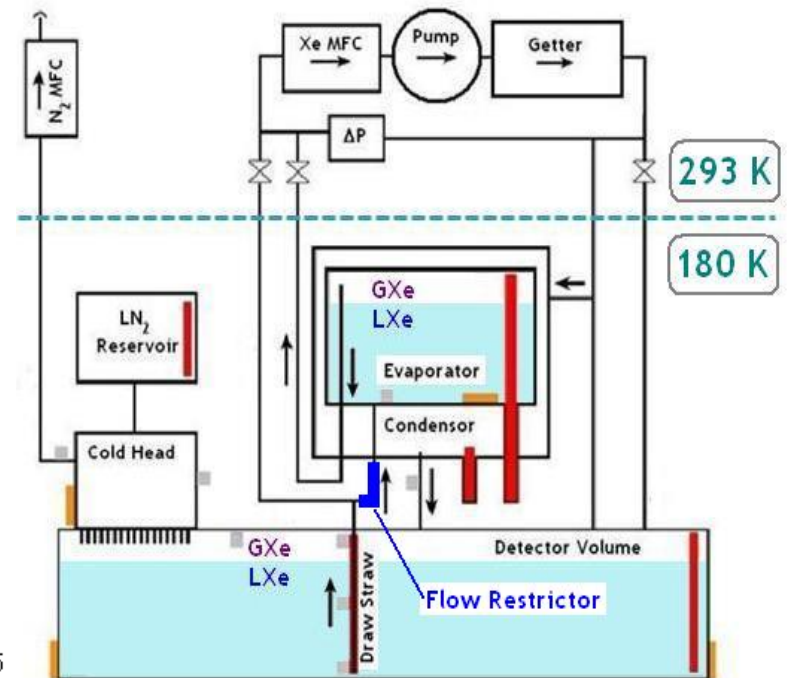 Xe MFC
Pump
Getter
N2 MFC
ΔP
293 K
180 K
GXe
LXe
LN2
Reservoir
Evaporator
Condensor
Cold Head
GXe
LXe
Detector Volume
Draw Straw
Flow Restrictor
5